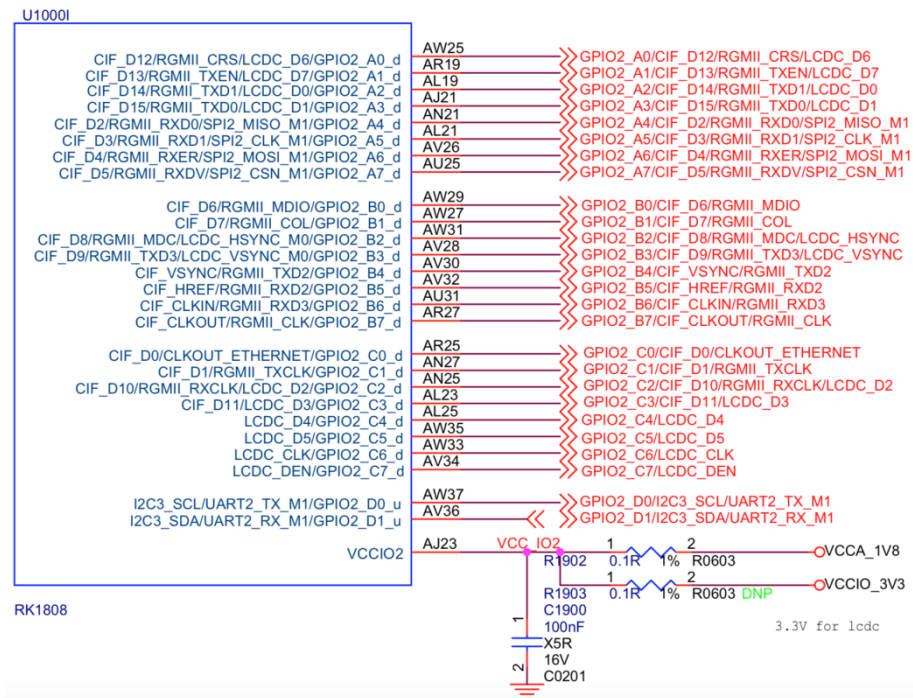 U1000I
CIF_D12/RGMII_CRS/LCDC_D6/GPIO2_A0_d AW25 GPIO2_A0/CIF_D12/RGMII_CRS/LCDC_D6
CIF_D13/RGMII_TXEN/LCDC_D7/GPIO2_A1_d AR19 GPIO2_A1/CIF_D13/RGMII_TXEN/LCDC_D7
CIF_D14/RGMII_TXD1/LCDC_D0/GPIO2_A2_d AL19 GPIO2_A2/CIF_D14/RGMII_TXD1/LCDC_D0
CIF_D15/RGMII_TXD0/LCDC_D1/GPIO2_A3_d AJ21 GPIO2_A3/CIF_D15/RGMII_TXD0/LCDC_D1
CIF_D2/RGMII_RXD0/SPI2_MISO_M1/GPIO2_A4_d AN21 GPIO2_A4/CIF_D2/RGMII_RXD0/SPI2_MISO_M1
CIF_D3/RGMII_RXD1/SPI2_CLK_M1/GPIO2_A5_d AL21 GPIO2_A5/CIF_D3/RGMII_RXD1/SPI2_CLK_M1
CIF_D4/RGMII_RXER/SPI2_MOSI_M1/GPIO2_A6_d AV26 GPIO2_A6/CIF_D4/RGMII_RXER/SPI2_MOSI_M1
CIF_D5/RGMII_RXDV/SPI2_CSN_M1/GPIO2_A7_d AU25 GPIO2_A7/CIF_D5/RGMII_RXDV/SPI2_CSN_M1
CIF_D6/RGMII_MDIO/GPIO2_B0_d AW29 GPIO2_B0/CIF_D6/RGMII_MDIO
CIF_D7/RGMII_COL/GPIO2_B1_d AW27 GPIO2_B1/CIF_D7/RGMII_COL
CIF_D8/RGMII_MDC/LCDC_HSYNC_M0/GPIO2_B2_d AW31 GPIO2_B2/CIF_D8/RGMII_MDC/LCDC_HSYNC
CIF_D9/RGMII_TXD3/LCDC_VSYNC_M0/GPIO2_B3_d AV28 GPIO2_B3/CIF_D9/RGMII_TXD3/LCDC_VSYNC
CIF_VSYNC/RGMII_TXD2/GPIO2_B4_d AV30 GPIO2_B4/CIF_VSYNC/RGMII_TXD2
CIF_HREF/RGMII_RXD2/GPIO2_B5_d AV32 GPIO2_B5/CIF_HREF/RGMII_RXD2
CIF_CLKIN/RGMII_RXD3/GPIO2_B6_d AU31 GPIO2_B6/CIF_CLKIN/RGMII_RXD3
CIF_CLKOUT/RGMII_CLK/GPIO2_B7_d AR27 GPIO2_B7/CIF_CLKOUT/RGMII_CLK
CIF_D0/CLKOUT_ETHERNET/GPIO2_C0_d AR25 GPIO2_C0/CIF_D0/CLKOUT_ETHERNET
CIF_D1/RGMII_TXCLK/GPIO2_C1_d AN27 GPIO2_C1/CIF_D1/RGMII_TXCLK
CIF_D10/RGMII_RXCLK/LCDC_D2/GPIO2_C2_d AN25 GPIO2_C2/CIF_D10/RGMII_RXCLK/LCDC_D2
CIF_D11/LCDC_D3/GPIO2_C3_d AL23 GPIO2_C3/CIF_D11/LCDC_D3
LCDC_D4/GPIO2_C4_d AL25 GPIO2_C4/LCDC_D4
LCDC_D5/GPIO2_C5_d AW35 GPIO2_C5/LCDC_D5
LCDC_CLK/GPIO2_C6_d AW33 GPIO2_C6/LCDC_CLK
LCDC_DEN/GPIO2_C7_d AV34 GPIO2_C7/LCDC_DEN
I2C3_SCL/UART2_TX_M1/GPIO2_D0_u AW37 GPIO2_D0/I2C3_SCL/UART2_TX_M1
I2C3_SDA/UART2_RX_M1/GPIO2_D1_u AV36 GPIO2_D1/I2C3_SDA/UART2_RX_M1
VCCIO2 AJ23 VCC_IO2 1 2 VCCA_1V8
R1902 0.1R 1% R0603
1 2 VCCIO_3V3
R1903 0.1R 1% R0603 DNP
RK1808
C1900
1 100nF 3.3V for lcdc
X5R
16V
2 C0201